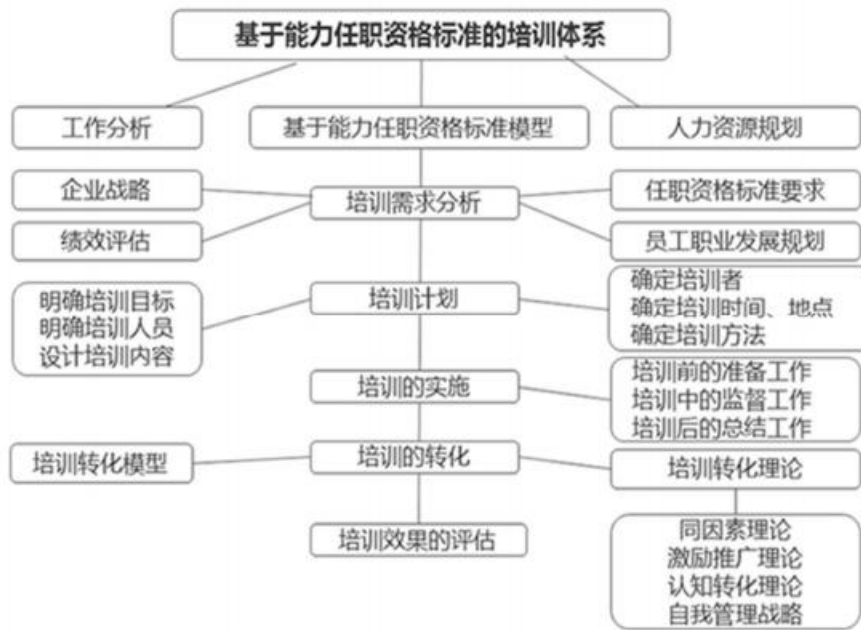 基于能力任职资格标准的培训体系
工作分析
基于能力任职资格标准模型
人力资源规划
企业战略
培训需求分析
任职资格标准要求
绩效评估
员工职业发展规划
明确培训目标
明确培训人员
设计培训内容
培训计划
确定培训者
确定培训时间、地点
确定培训方法
培训的实施
培训前的准备工作
培训中的监督工作
培训后的总结工作
培训转化模型
培训的转化
培训转化理论
培训效果的评估
同因素理论
激励推广理论
认知转化理论
自我管理战略